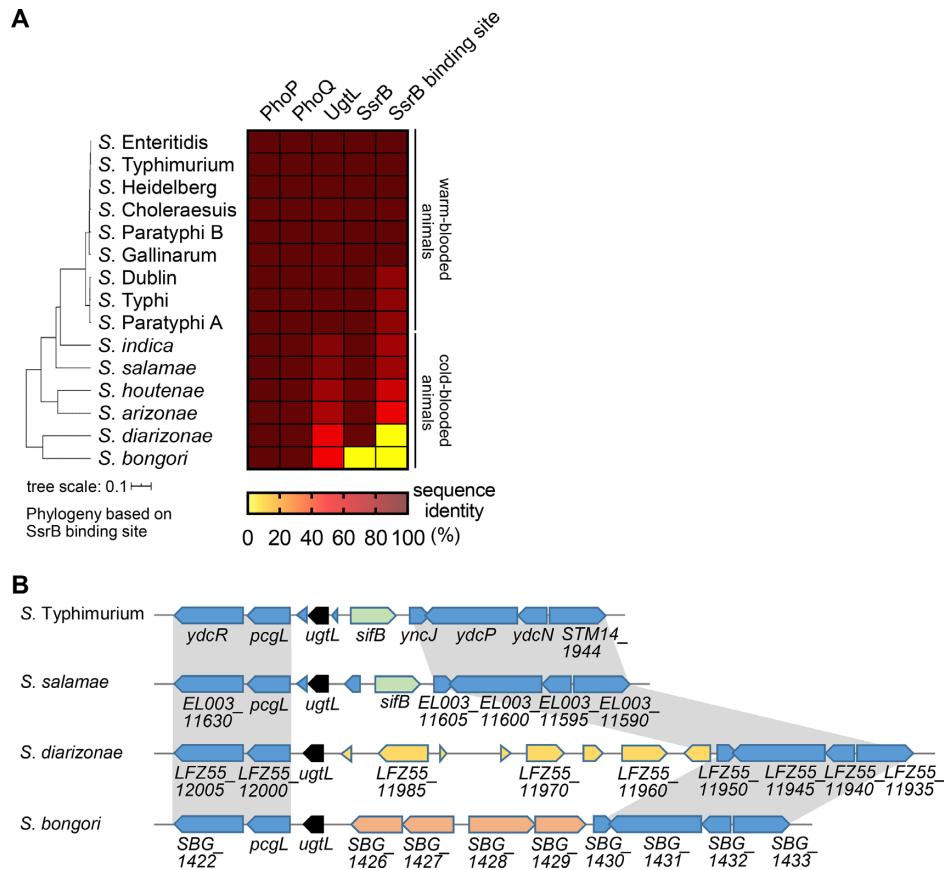 A
PhoP
PhoQ
UgtL
SsrB
SsrB binding site
S. Enteritidis
S. Typhimurium
S. Heidelberg
S. Choleraesuis
S. Paratyphi B
S. Gallinarum
S. Dublin
S. Typhi
S. Paratyphi A
S. indica
S. salamae
S. houtenae
S. arizonae
S. diarizonae
S. bongori
warm-blooded
animals
cold-blooded
animals
tree scale: 0.1
Phylogeny based on
SsrB binding site
sequence
identity
0 20 40 60 80 100 (%)
B
S. Typhimurium
ydcR pcgL ugtL sifB yncJ ydcP ydcN STM14_
1944
S. salamae
EL003_ pcgL ugtL sifB EL003_ EL003_ EL003_ EL003_
11630 11605 11600 11595 11590
S. diarizonae
LFZ55_ LFZ55_ ugtL LFZ55_ LFZ55_ LFZ55_ LFZ55_ LFZ55_ LFZ55_ LFZ55_
12005 12000 11985 11970 11960 11950 11945 11940 11935
S. bongori
SBG_ pcgL ugtL SBG_ SBG_ SBG_ SBG_ SBG_ SBG_ SBG_ SBG_
1422 1426 1427 1428 1429 1430 1431 1432 1433